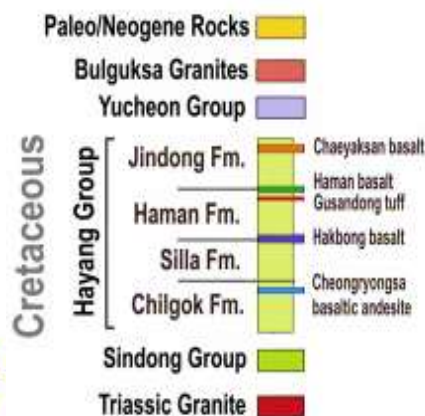 Paleo/Neogene Rocks
Bulguksa Granites
Yucheon Group
Cretaceous
Hayang Group
Jindong Fm.
Chaeyaksan basalt
Haman basalt
Gusandong tuff
Haman Fm.
Hakbong basalt
Silla Fm.
Cheongryongsa
basaltic andesite
Chilgok Fm.
Sindong Group
Triassic Granite